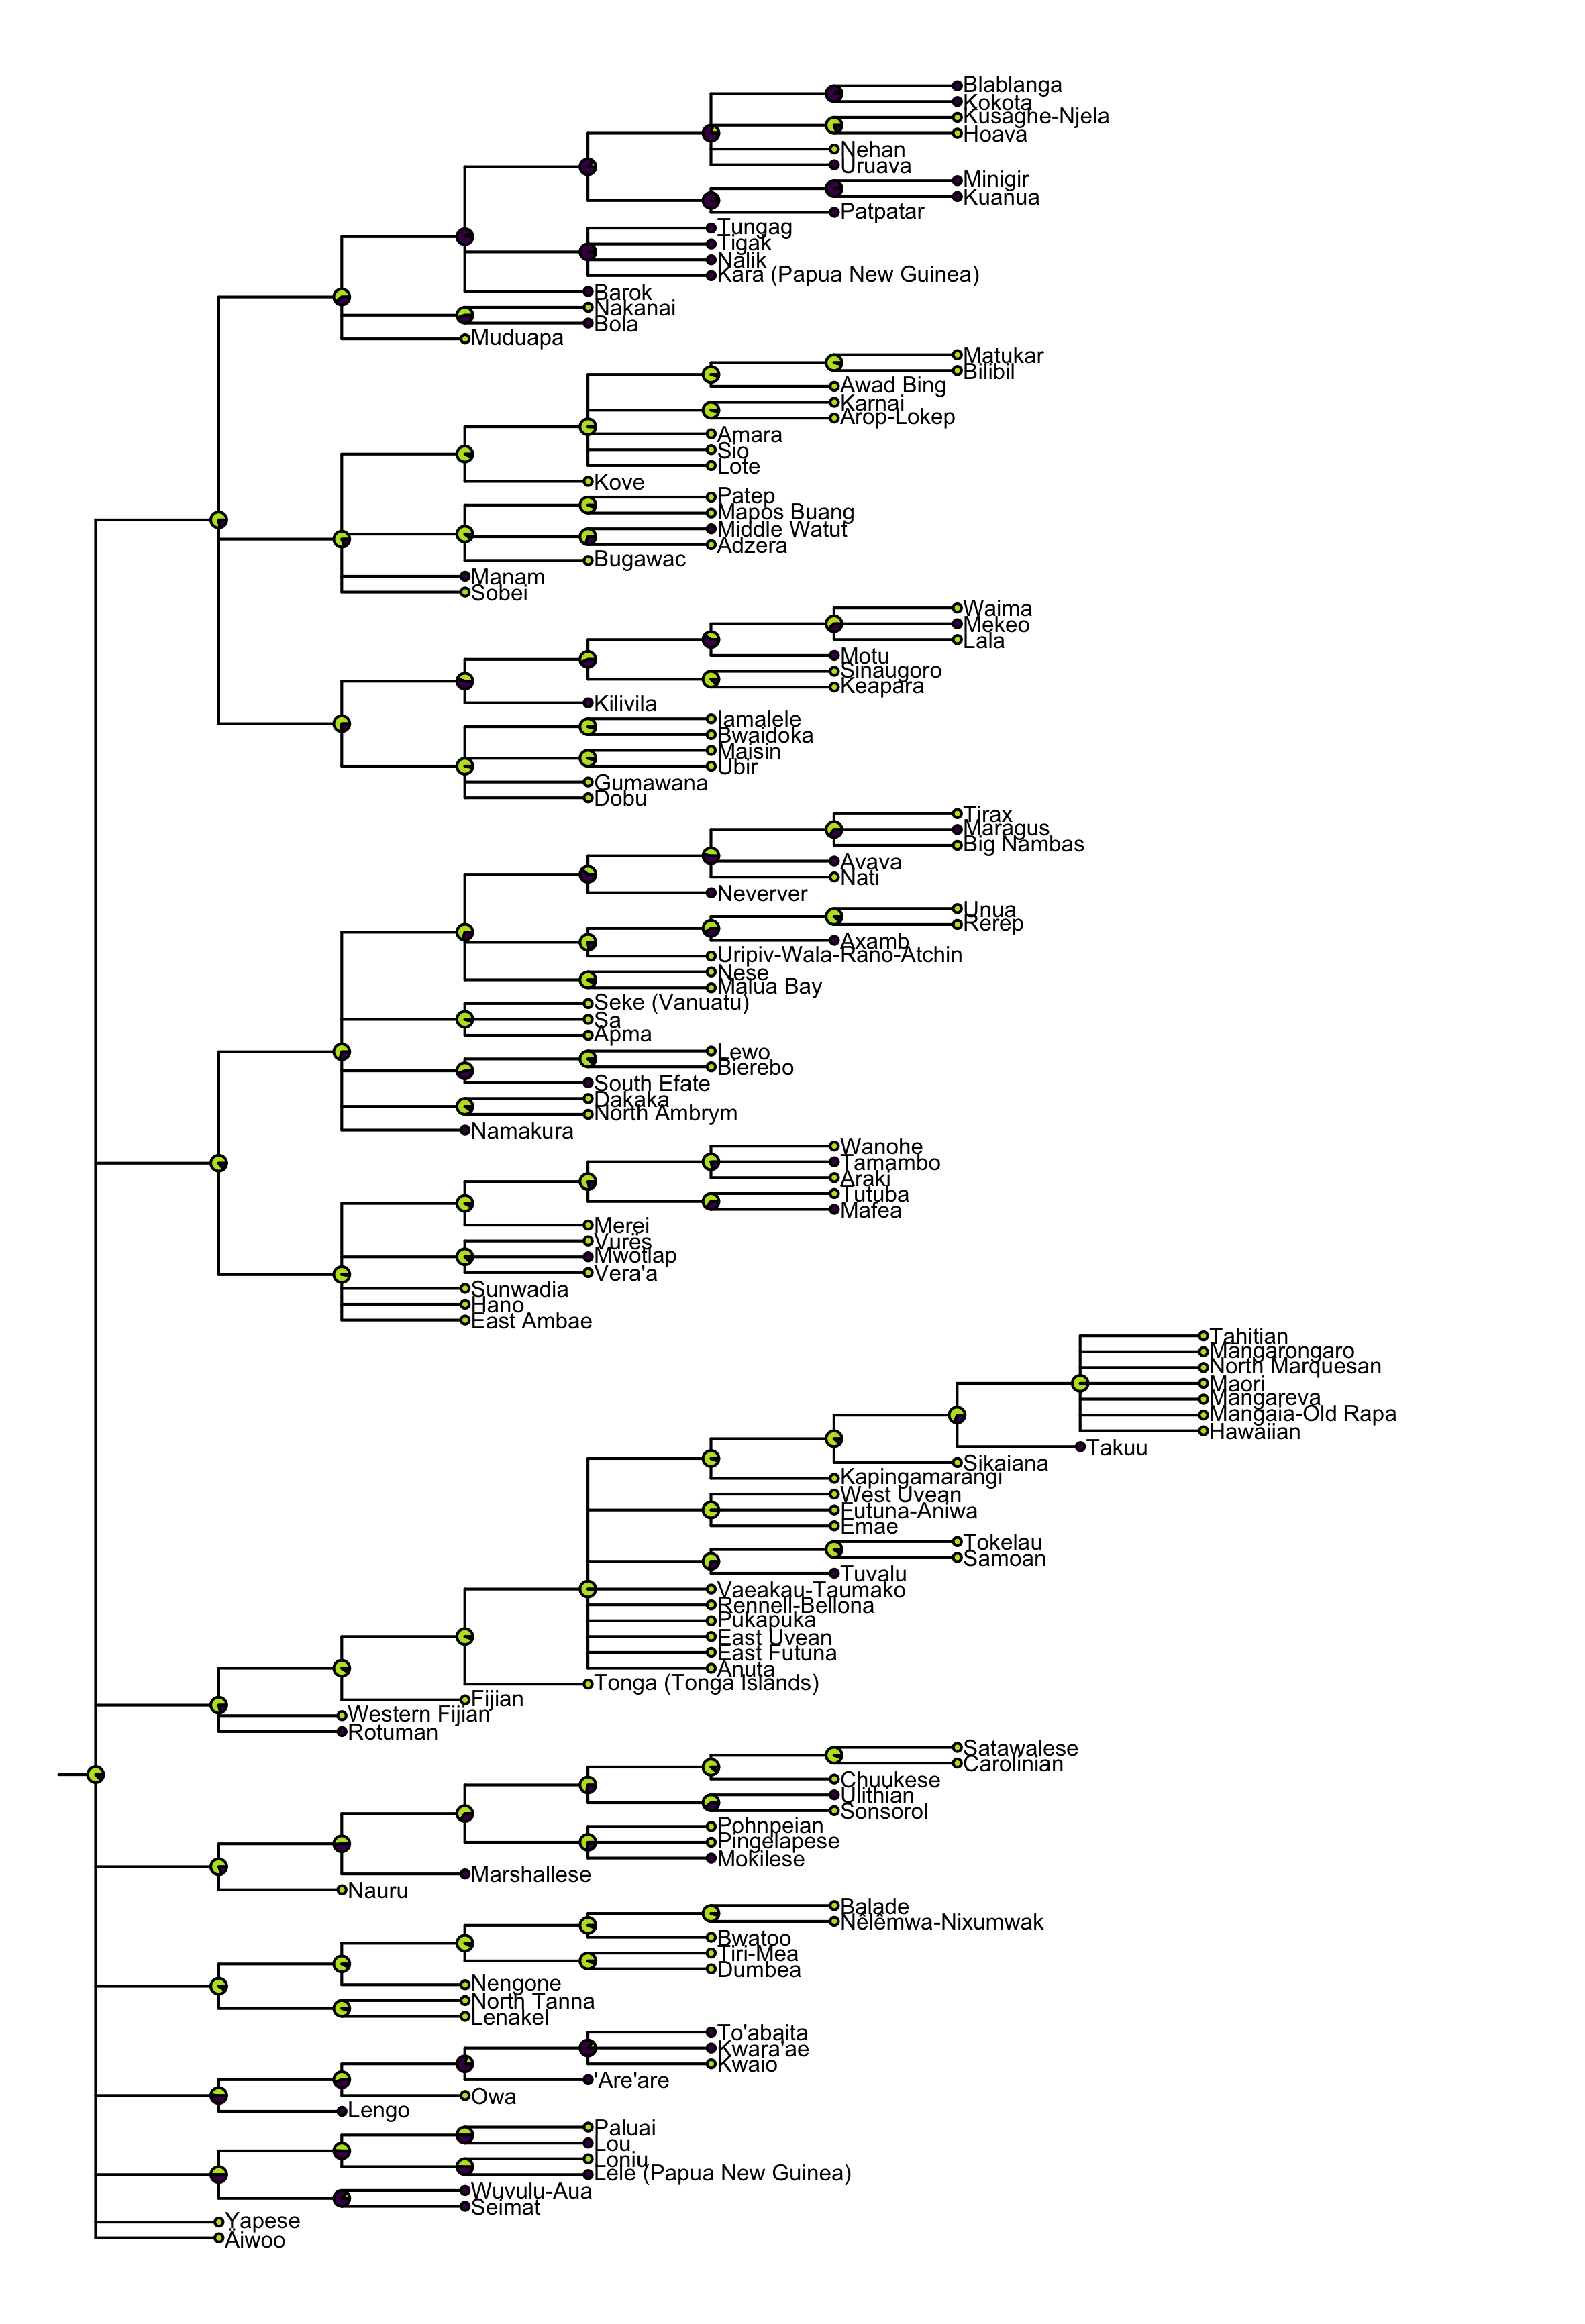 Blablanga
Kokota
Kusaghe-Njela
Hoava
Nehan
Uruava
Minigir
Kuanua
Patpatar
Tungag
Tigak
Nalik
Kara (Papua New Guinea)
Barok
Nakanai
Bola
Muduapa
Matukar
Bilibil
Awad Bing
Karnai
Arop-Lokep
Amara
Sio
Lote
Kove
Patep
Mapos Buang
Middle Watut
Adzera
Bugawac
Manam
Sobei
Waima
Mekeo
Lala
Motu
Sinaugoro
Keapara
Kilivila
Iamalele
Bwaidoka
Maisin
Ubir
Gumawana
Dobu
Tirax
Maragus
Big Nambas
Avava
Nati
Neverver
Unua
Rerep
Axamb
Uripiv-Wala-Rano-Atchin
Nese
Malua Bay
Seke (Vanuatu)
Sa
Apma
Lewo
Bierebo
South Efate
Dakaka
North Ambrym
Namakura
Wanohe
Tamambo
Araki
Tutuba
Mafea
Merei
Vurës
Mwotlap
Vera'a
Sunwadia
Hano
East Ambae
Tahitian
Mangarongaro
North Marquesan
Maori
Mangareva
Mangaia-Old Rapa
Hawaiian
Takuu
Sikaiana
Kapingamarangi
West Uvean
Futuna-Aniwa
Emae
Tokelau
Samoan
Tuvalu
Vaeakau-Taumako
Rennell-Bellona
Pukapuka
East Uvean
East Futuna
Anuta
Tonga (Tonga Islands)
Fijian
Western Fijian
Rotuman
Satawalese
Carolinian
Chuukese
Ulithian
Sonsorol
Pohnpeian
Pingelapese
Mokilese
Marshallese
Nauru
Balade
Nêlêmwa-Nixumwak
Bwatoo
Tiri-Mea
Dumbea
Nengone
North Tanna
Lenakel
To'abaita
Kwara'ae
Kwaio
'Are'are
Owa
Lengo
Paluai
Lou
Loniu
Lele (Papua New Guinea)
Wuvulu-Aua
Seimat
Yapese
Äiwoo